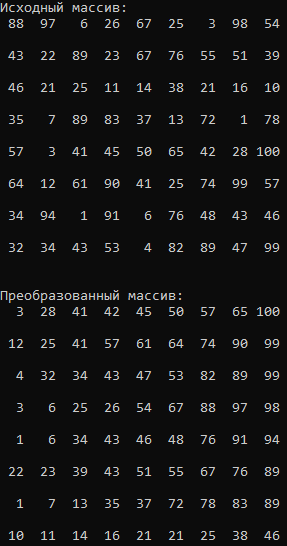 Исходный массив:
88 97 6 26 67 25 3 98 54
43 22 89 23 67 76 55 51 39
46 21 25 11 14 38 21 16 10
35 7 89 83 37 13 72 1 78
57 3 41 45 50 65 42 28 100
64 12 61 90 41 25 74 99 57
34 94 1 91 6 76 48 43 46
32 34 43 53 4 82 89 47 99
Преобразованный массив:
3 28 41 42 45 50 57 65 100
12 25 41 57 61 64 74 90 99
4 32 34 43 47 53 82 89 99
3 6 25 26 54 67 88 97 98
1 6 34 43 46 48 76 91 94
22 23 39 43 51 55 67 76 89
1 7 13 35 37 72 78 83 89
10 11 14 16 21 21 25 38 46